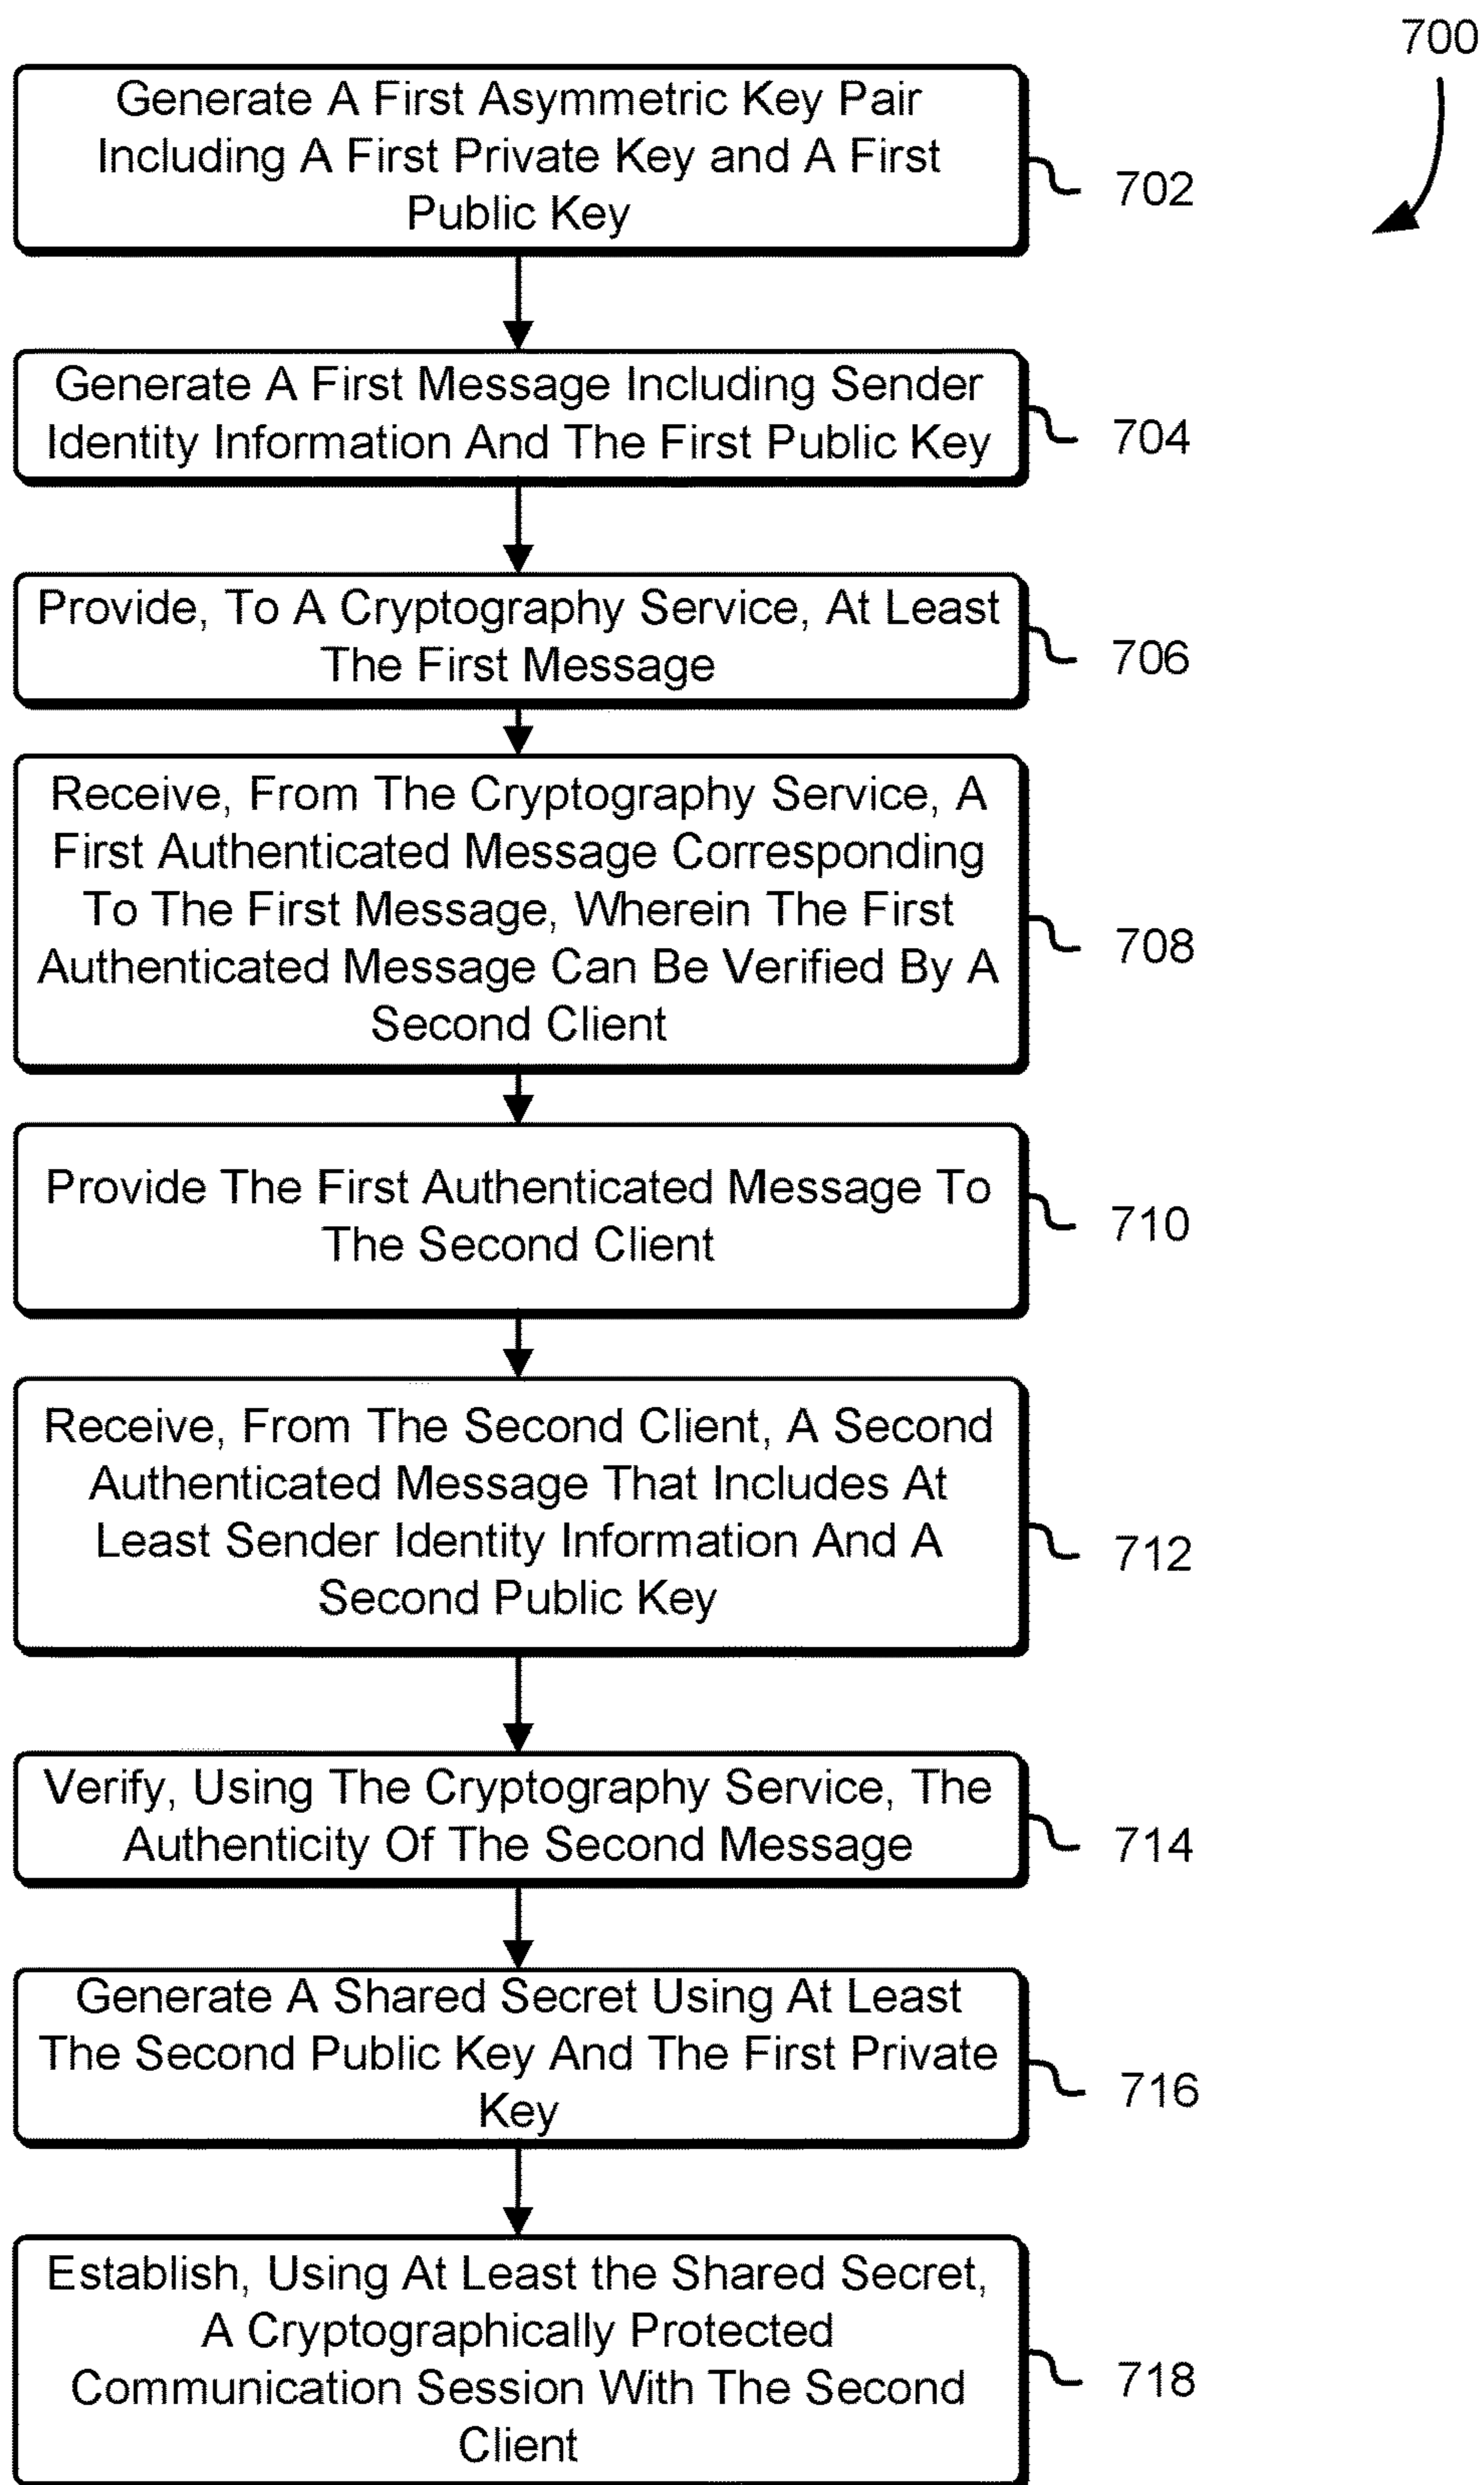 700
Generate A First Asymmetric Key Pair
Including A First Private Key and A First
Public Key
702
Generate A First Message Including Sender
Identity Information And The First Public Key
704
Provide, To A Cryptography Service, At Least
The First Message
706
Receive, From The Cryptography Service, A
First Authenticated Message Corresponding
To The First Message, Wherein The First
Authenticated Message Can Be Verified By A
Second Client
708
Provide The First Authenticated Message To
The Second Client
710
Receive, From The Second Client, A Second
Authenticated Message That Includes At
Least Sender Identity Information And A
Second Public Key
712
Verify, Using The Cryptography Service, The
Authenticity Of The Second Message
714
Generate A Shared Secret Using At Least
The Second Public Key And The First Private
Key
716
Establish, Using At Least the Shared Secret,
A Cryptographically Protected
Communication Session With The Second
Client
718